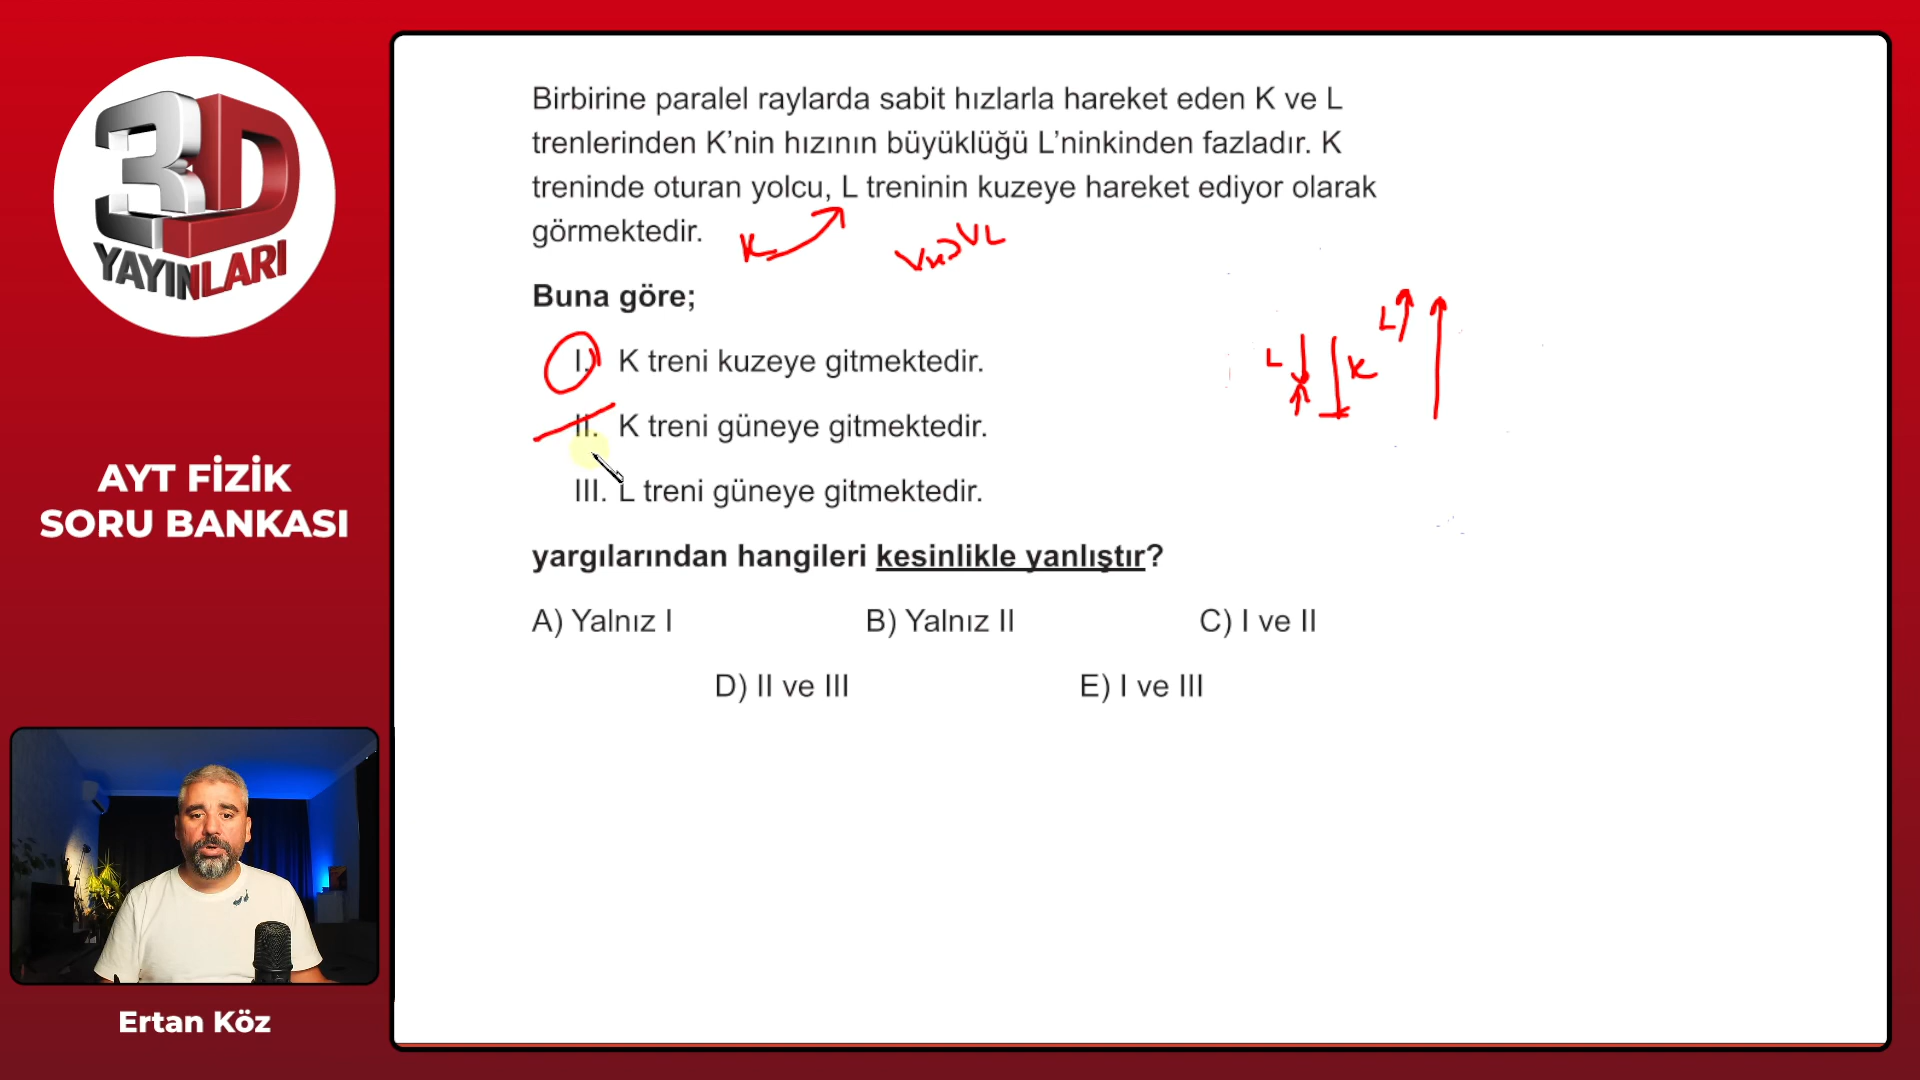 3D
YAYINLARI
AYT FİZİK
SORU BANKASI
Ertan Köz
Birbirine paralel raylarda sabit hızlarla hareket eden K ve L
trenlerinden K’nin hızının büyüklüğü L’ninkinden fazladır. K
treninde oturan yolcu, L treninin kuzeye hareket ediyor olarak
görmektedir.
K
VK>VL
Buna göre;
I. K treni kuzeye gitmektedir.
II. K treni güneye gitmektedir.
III. L treni güneye gitmektedir.
L
K
L
yargılarından hangileri kesinlikle yanlıştır?
A) Yalnız I
B) Yalnız II
C) I ve II
D) II ve III
E) I ve III